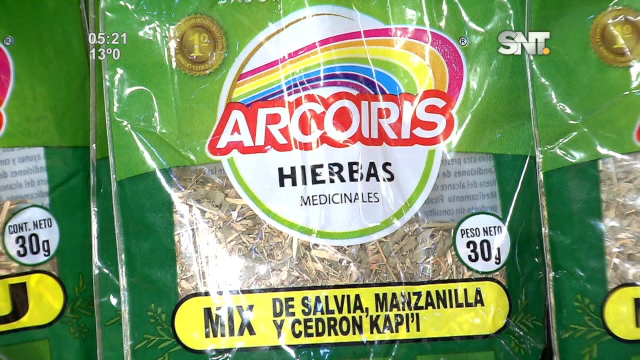 05:21
13°0
SNT.
1º
ARCOIRIS
®
HIERBAS
MEDICINALES
CONT. NETO
30g
PESO NETO
30g
MIX DE SALVIA, MANZANILLA
Y CEDRON KAPI'I
U
SNT